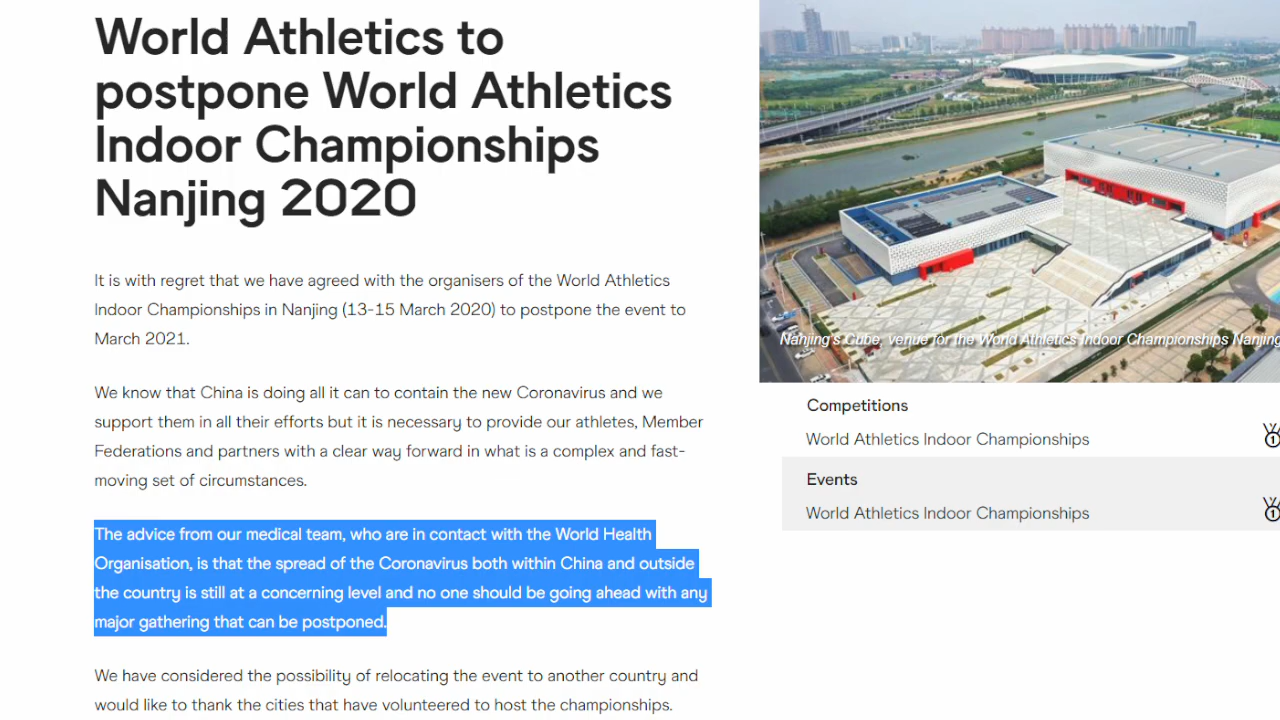 World Athletics to
postpone World Athletics
Indoor Championships
Nanjing 2020
It is with regret that we have agreed with the organisers of the World Athletics
Indoor Championships in Nanjing (13-15 March 2020) to postpone the event to
March 2021.
We know that China is doing all it can to contain the new Coronavirus and we
support them in all their efforts but it is necessary to provide our athletes, Member
Federations and partners with a clear way forward in what is a complex and fast-
moving set of circumstances.
The advice from our medical team, who are in contact with the World Health
Organisation, is that the spread of the Coronavirus both within China and outside
the country is still at a concerning level and no one should be going ahead with any
major gathering that can be postponed.
We have considered the possibility of relocating the event to another country and
would like to thank the cities that have volunteered to host the championships.
Nanjing's Cube, venue for the World Athletics Indoor Championships Nanjing
Competitions
World Athletics Indoor Championships
1
Events
World Athletics Indoor Championships
1